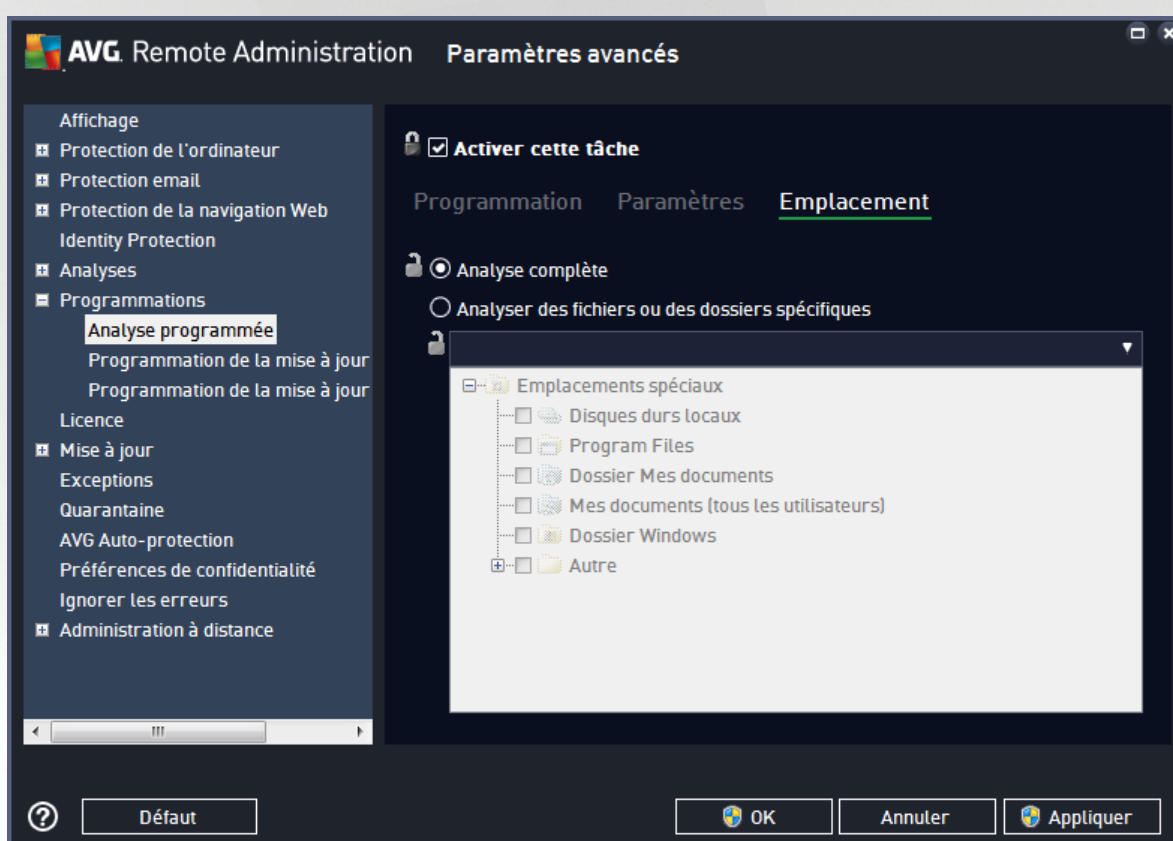 AVG. Remote Administration Paramètres avancés
Affichage
Protection de l'ordinateur
Protection email
Protection de la navigation Web
Identity Protection
Analyses
Programmations
Analyse programmée
Programmation de la mise à jour
Programmation de la mise à jour
Licence
Mise à jour
Exceptions
Quarantaine
AVG Auto-protection
Préférences de confidentialité
Ignorer les erreurs
Administration à distance
Activer cette tâche
Programmation Paramètres Emplacement
Analyse complète
Analyser des fichiers ou des dossiers spécifiques
Emplacements spéciaux
Disques durs locaux
Program Files
Dossier Mes documents
Mes documents (tous les utilisateurs)
Dossier Windows
Autre
Défaut
OK
Annuler
Appliquer